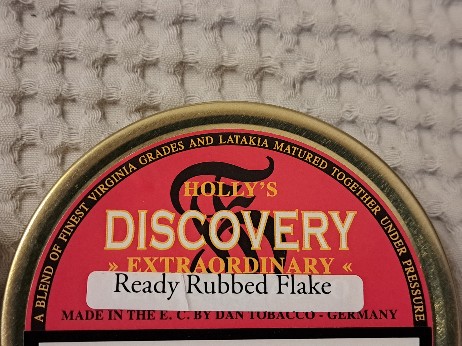 A BLEND OF FINEST VIRGINIA GRADES AND LATAKIA MATURED TOGETHER UNDER PRESSURE
HOLLY'S
DISCOVERY
» EXTRAORDINARY «
Ready Rubbed Flake
MADE IN THE E. C. BY DAN TOBACCO - GERMANY